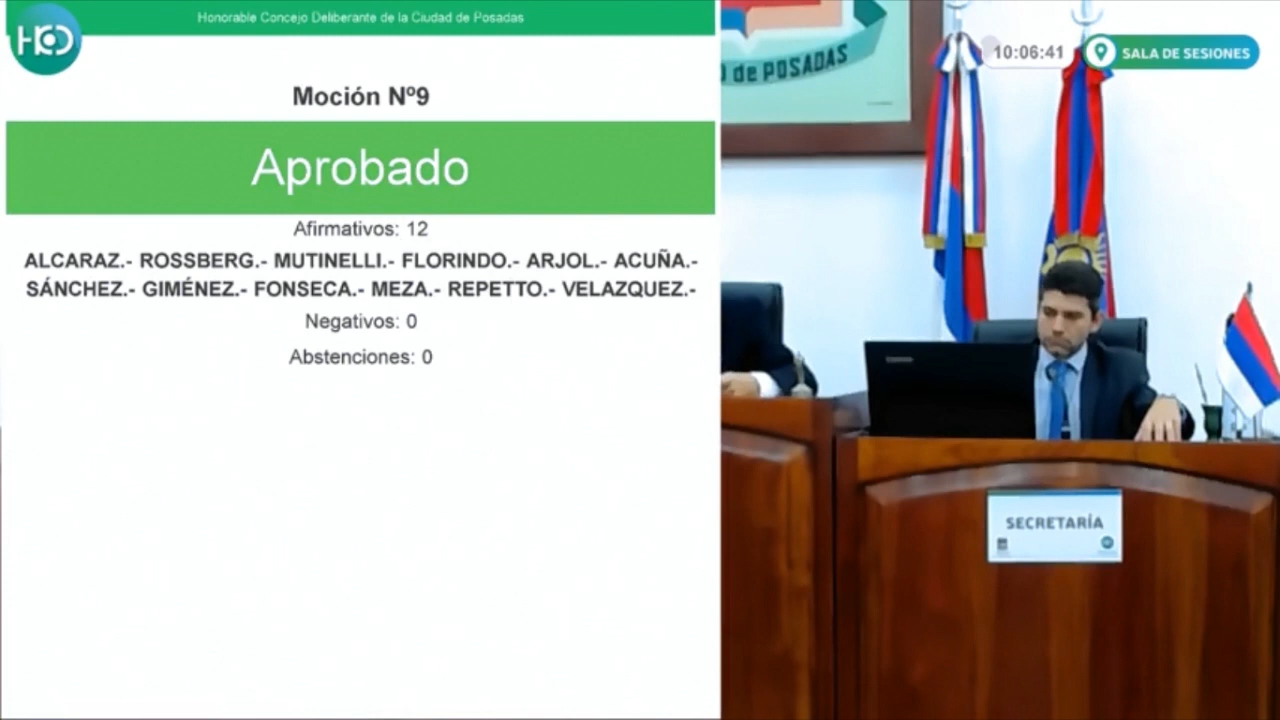 Honorable Concejo Deliberante de la Ciudad de Posadas
HCD
Moción Nº9
Aprobado
Afirmativos: 12
ALCARAZ.- ROSSBERG.- MUTINELLI.- FLORINDO.- ARJOL.- ACUÑA.-
SÁNCHEZ.- GIMÉNEZ.- FONSECA.- MEZA.- REPETTO.- VELAZQUEZ.-
Negativos: 0
Abstenciones: 0
de POSADAS
10:06:41
SALA DE SESIONES
SECRETARÍA